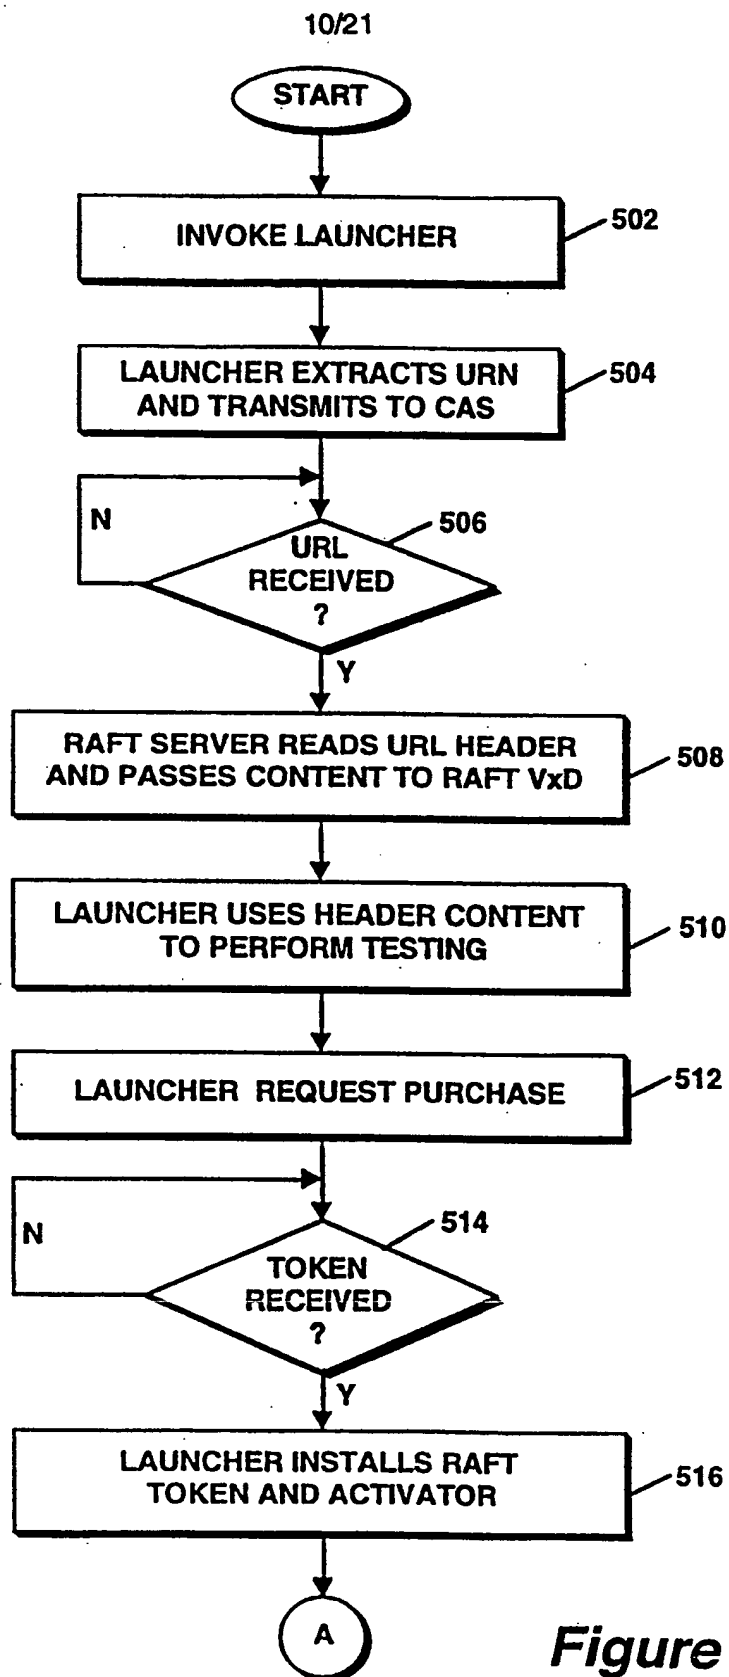 10/21
START
INVOKE LAUNCHER
502
LAUNCHER EXTRACTS URN
AND TRANSMITS TO CAS
504
N
506
URL
RECEIVED
?
Y
RAFT SERVER READS URL HEADER
AND PASSES CONTENT TO RAFT VxD
508
LAUNCHER USES HEADER CONTENT
TO PERFORM TESTING
510
LAUNCHER REQUEST PURCHASE
512
N
514
TOKEN
RECEIVED
?
Y
LAUNCHER INSTALLS RAFT
TOKEN AND ACTIVATOR
516
A
Figure